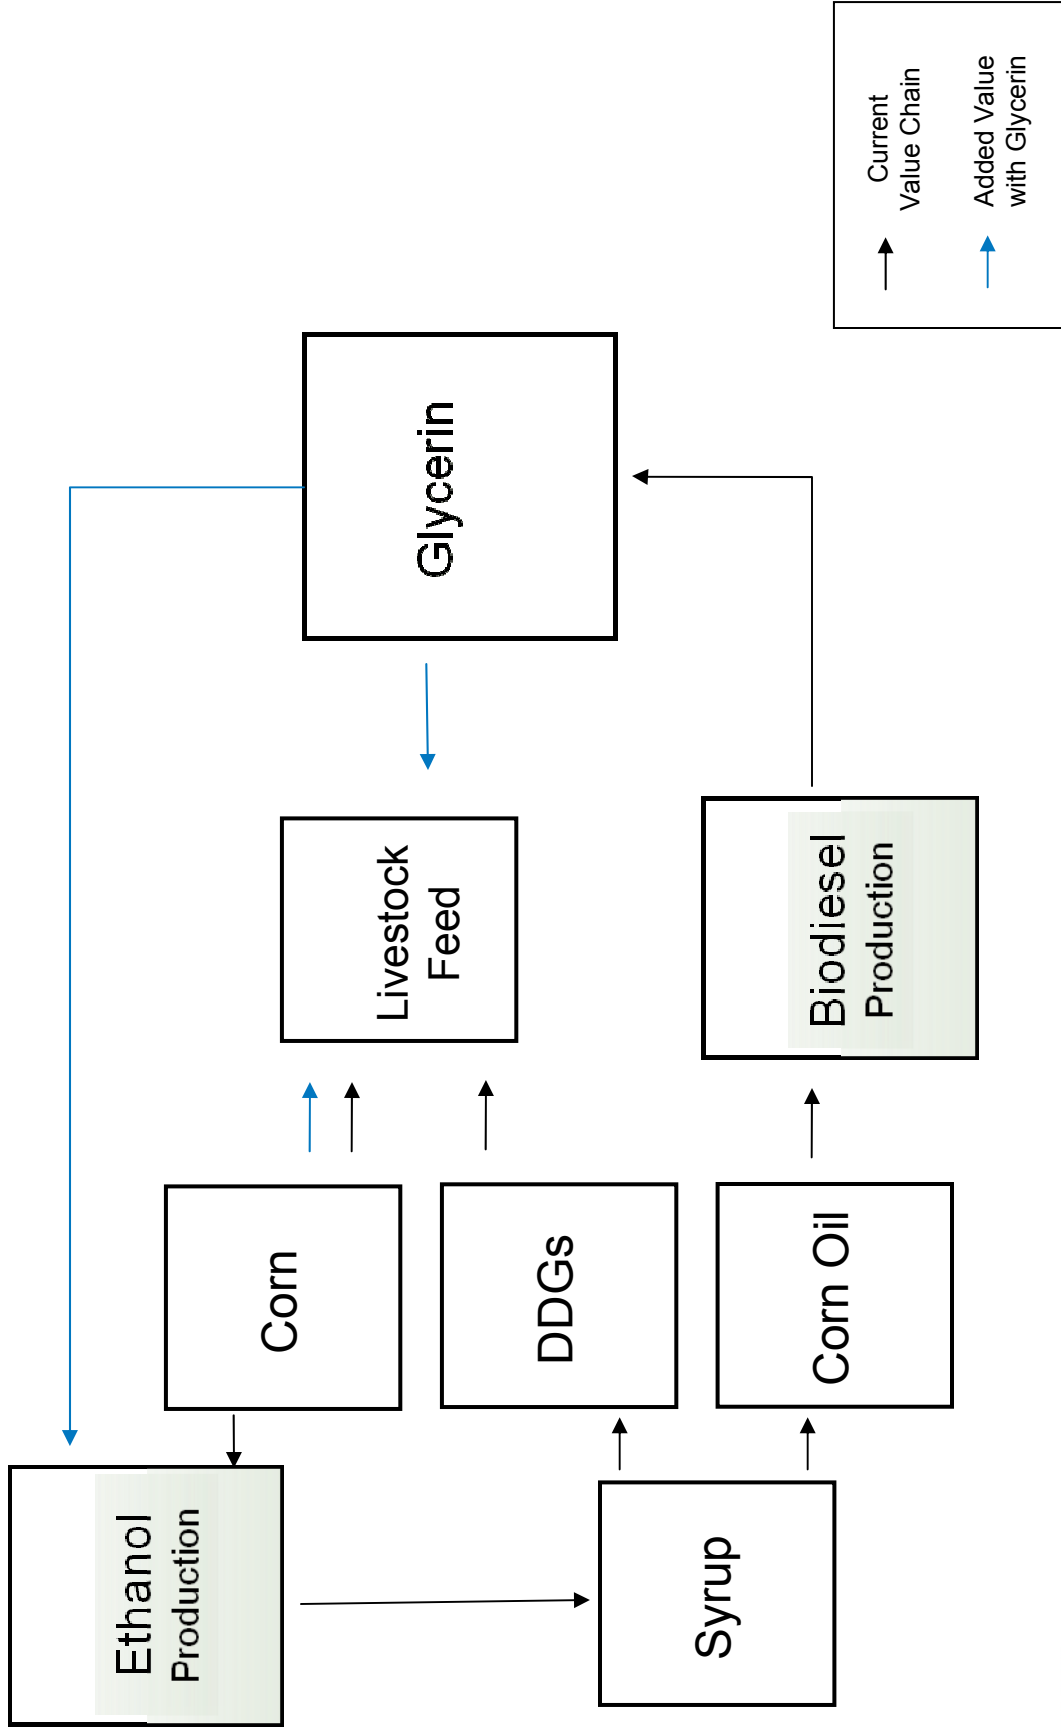 Ethanol
Production
Corn
Livestock
Feed
Glycerin
Syrup
DDGs
Corn Oil
Biodiesel
Production
Current
Value Chain
Added Value
with Glycerin